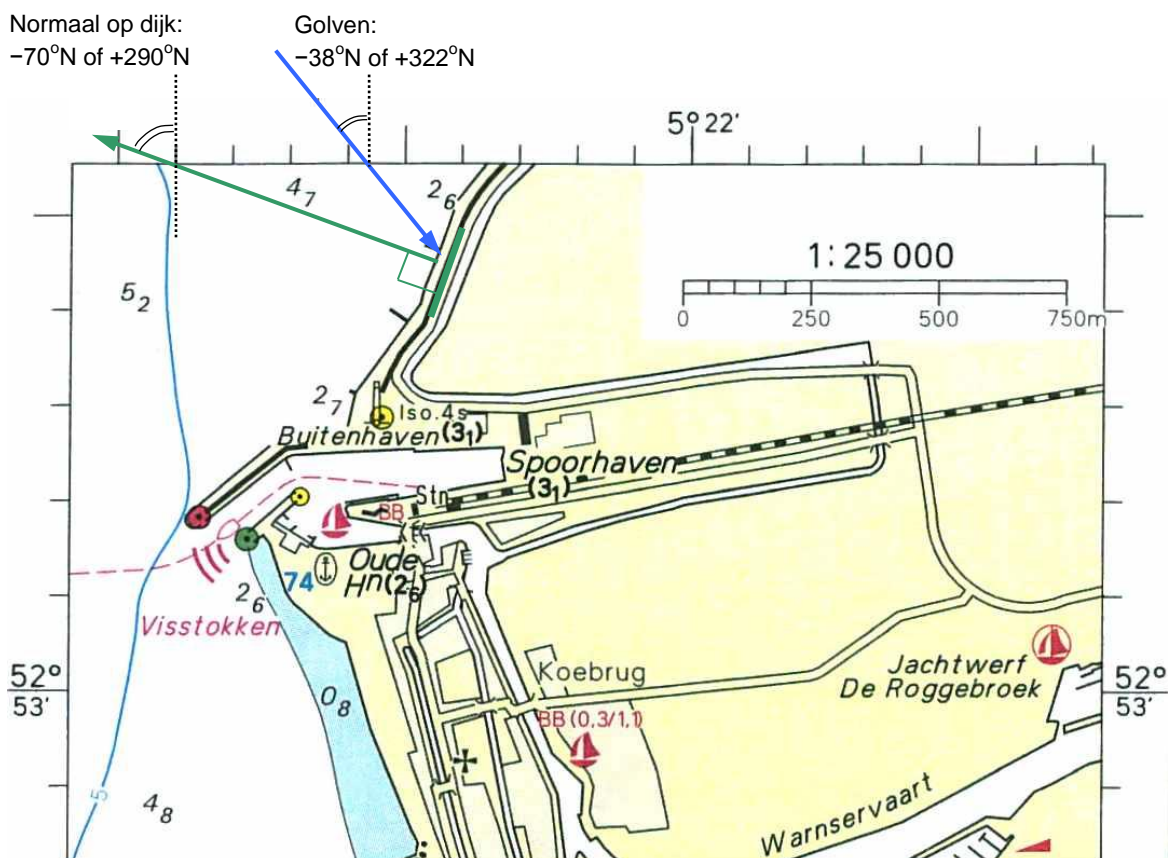 Normaal op dijk:
−70°N of +290°N
Golven:
−38°N of +322°N
5° 22'
4₇
2₆
1: 25 000
0 250 500 750m
5₂
2₇
Iso.4s
Buitenhaven (3₁)
Spoorhaven
(3₁)
Stn
BB
Oude
Hn(2₆)
74
2₆
Visstokken
52°
53'
0₈
Koebrug
BB (0,3/1,1)
Jachtwerf
De Roggebroek
52°
53'
5
4₈
Warnservaart